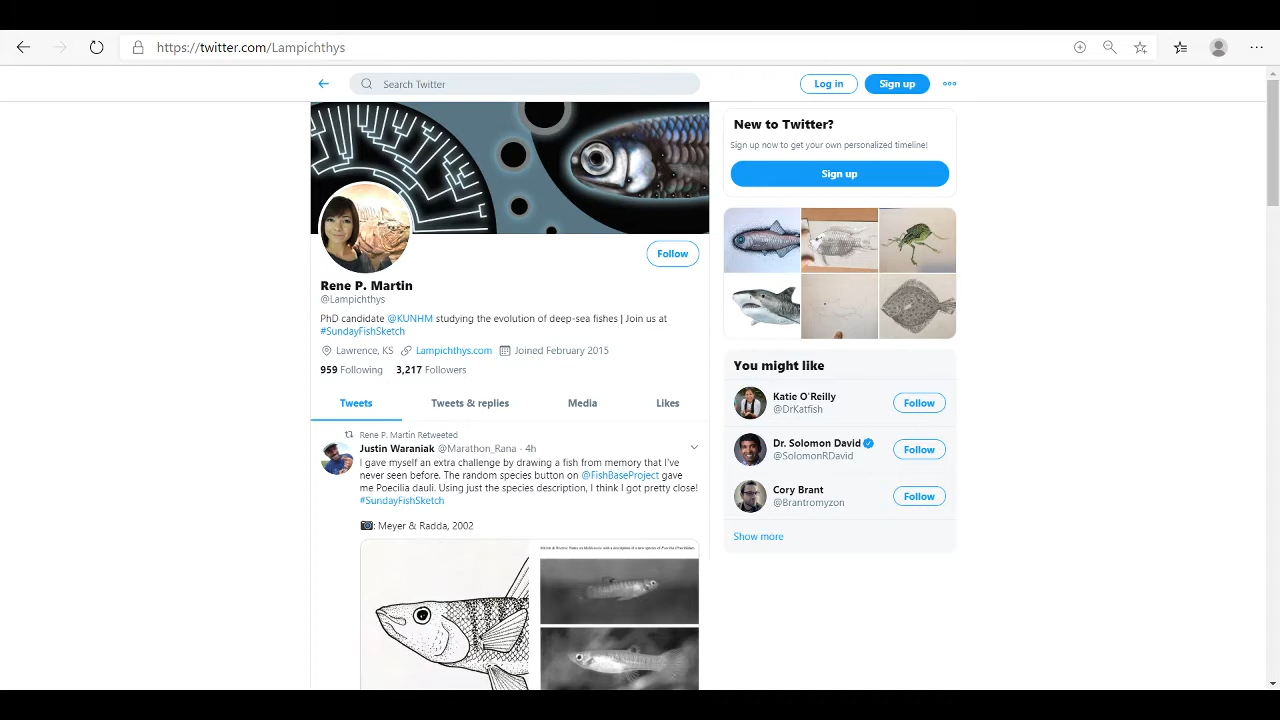 https://twitter.com/Lampichthys
Search Twitter
Log in
Sign up
Rene P. Martin
@Lampichthys
Follow
PhD candidate @KUNHM studying the evolution of deep-sea fishes | Join us at
#SundayFishSketch
Lawrence, KS
Lampichthys.com
Joined February 2015
959 Following
3,217 Followers
Tweets
Tweets & replies
Media
Likes
Rene P. Martin Retweeted
Justin Waraniak @Marathon_Rana · 4h
I gave myself an extra challenge by drawing a fish from memory that I've
never seen before. The random species button on @FishBaseProject gave
me Poecilia dauli. Using just the species description, I think I got pretty close!
#SundayFishSketch
: Meyer & Radda, 2002
New to Twitter?
Sign up now to get your own personalized timeline!
Sign up
You might like
Katie O'Reilly
@DrKatfish
Follow
Dr. Solomon David
@SolomonRDavid
Follow
Cory Brant
@Brantromyzon
Follow
Show more